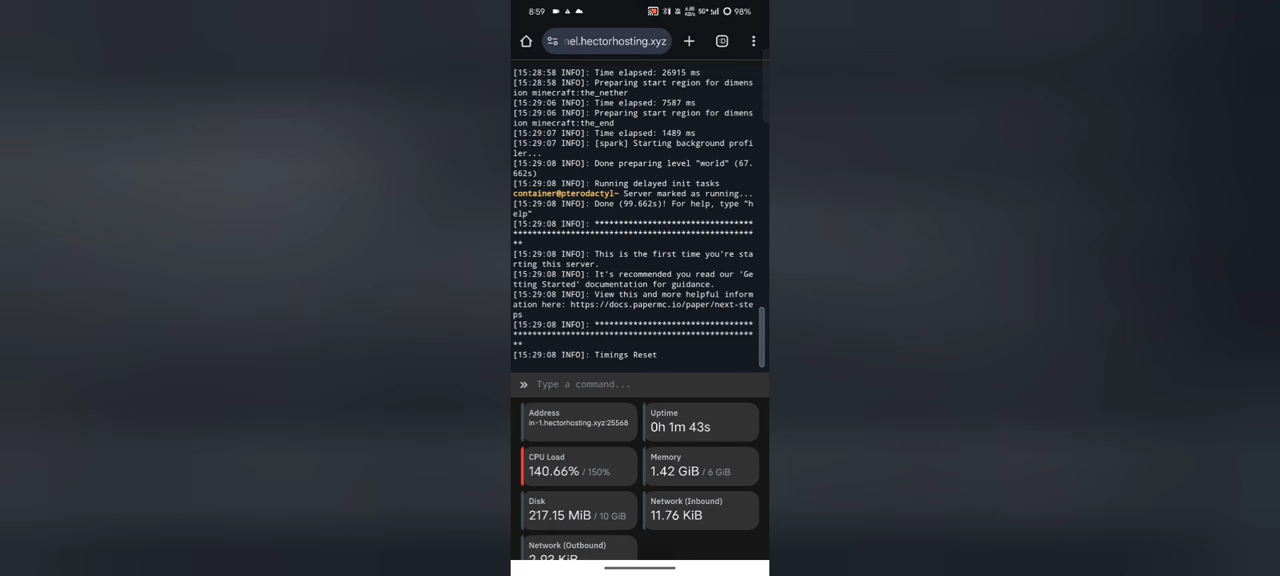 8:59
6.85 KB/s 5G+ 98%
nel.hectorhosting.xyz
:D
[15:28:58 INFO]: Time elapsed: 26915 ms
[15:28:58 INFO]: Preparing start region for dimens
ion minecraft:the_nether
[15:29:06 INFO]: Time elapsed: 7587 ms
[15:29:06 INFO]: Preparing start region for dimens
ion minecraft:the_end
[15:29:07 INFO]: Time elapsed: 1489 ms
[15:29:07 INFO]: [spark] Starting background profi
ler...
[15:29:08 INFO]: Done preparing level "world" (67.
662s)
[15:29:08 INFO]: Running delayed init tasks
container@pterodactyl~ Server marked as running...
[15:29:08 INFO]: Done (99.662s)! For help, type "h
elp"
[15:29:08 INFO]: *********************************
**************************************************
**
[15:29:08 INFO]: This is the first time you're sta
rting this server.
[15:29:08 INFO]: It's recommended you read our 'Ge
tting Started' documentation for guidance.
[15:29:08 INFO]: View this and more helpful inform
ation here: https://docs.papermc.io/paper/next-ste
ps
[15:29:08 INFO]: *********************************
**************************************************
**
[15:29:08 INFO]: Timings Reset
» Type a command...
Address
in-1.hectorhosting.xyz:25568
Uptime
0h 1m 43s
CPU Load
140.66% / 150%
Memory
1.42 GiB / 6 GiB
Disk
217.15 MiB / 10 GiB
Network (Inbound)
11.76 KiB
Network (Outbound)
2.93 KiB